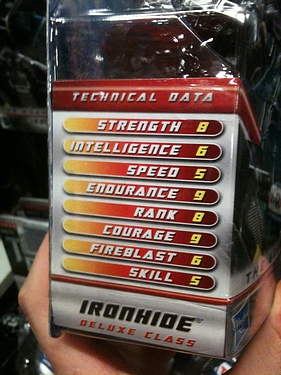 TECHNICAL DATA
STRENGTH 8
INTELLIGENCE 6
SPEED 5
ENDURANCE 9
RANK 8
COURAGE 9
FIREBLAST 6
SKILL 5
IRONHIDE
DELUXE CLASS